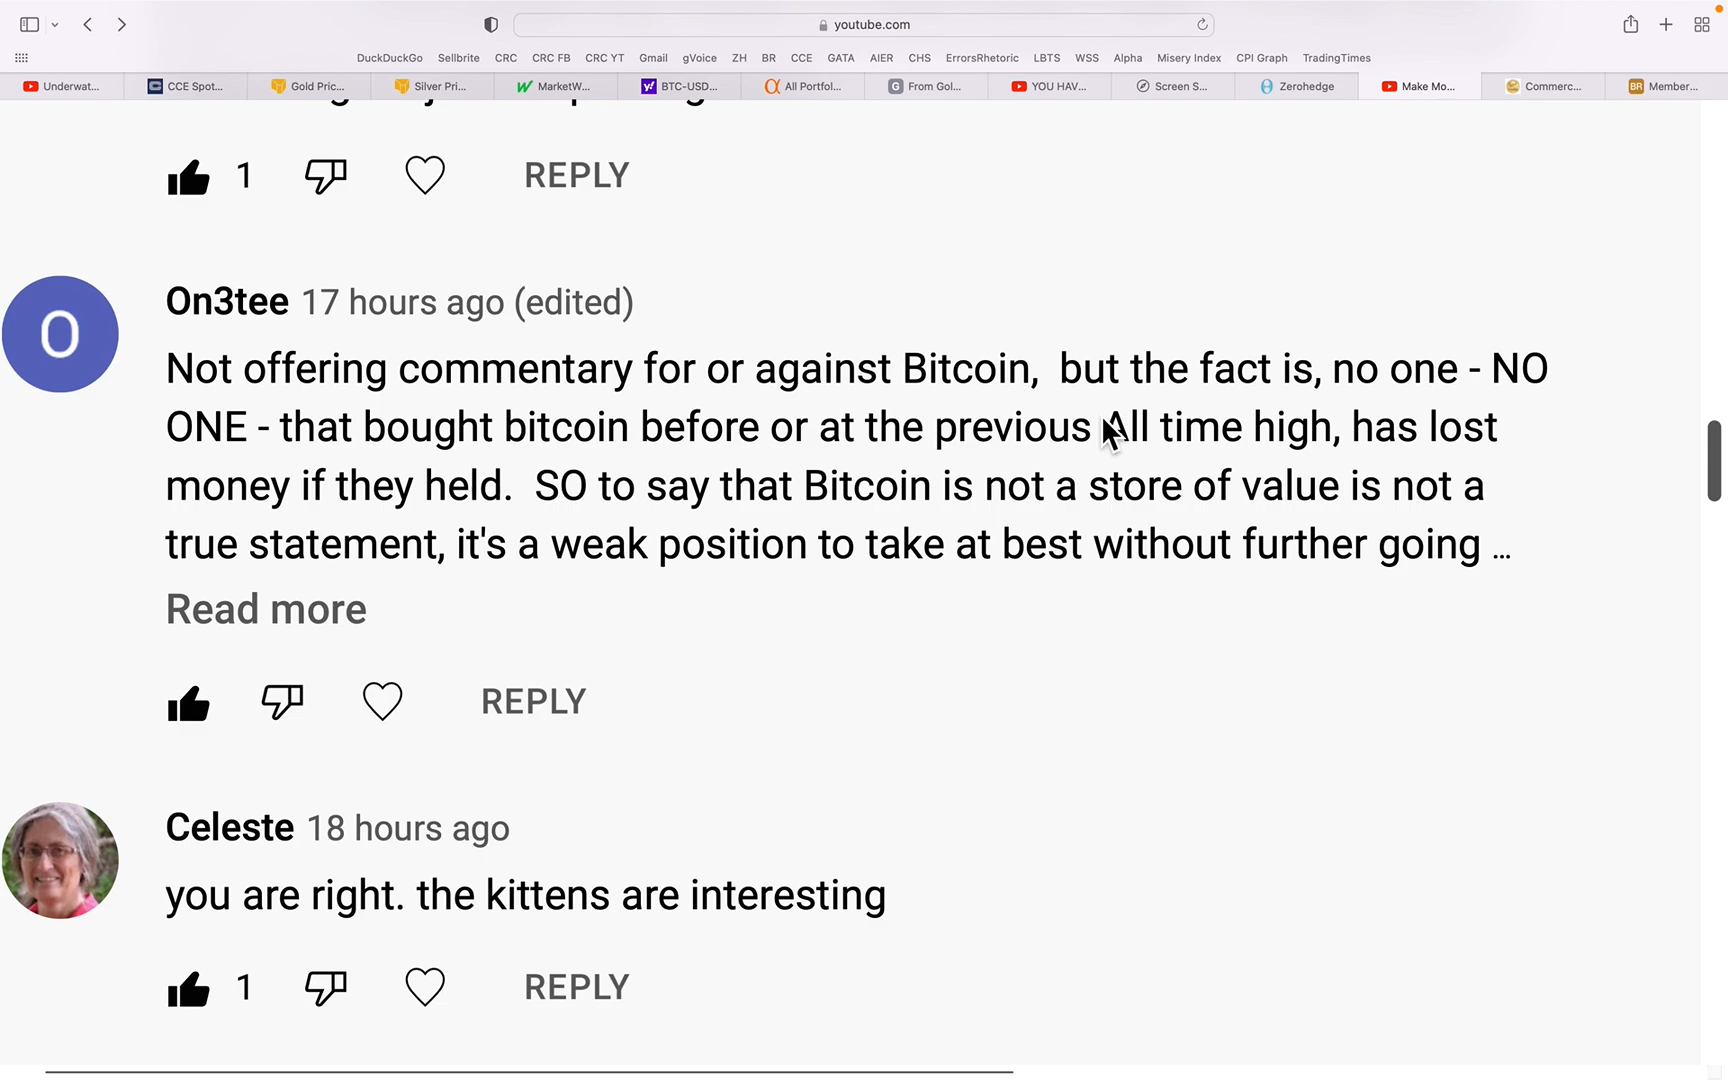 youtube.com
DuckDuckGo Sellbrite CRC CRC FB CRC YT Gmail gVoice ZH BR CCE GATA AIER CHS ErrorsRhetoric LBTS WSS Alpha Misery Index CPI Graph TradingTimes
Underwat... CCE Spot... Gold Pric... Silver Pri... MarketW... BTC-USD... All Portfol... From Gol... YOU HAV... Screen S... Zerohedge Make Mo... Commerc... BR Member...
1 REPLY
O
On3tee 17 hours ago (edited)
Not offering commentary for or against Bitcoin,  but the fact is, no one - NO
ONE - that bought bitcoin before or at the previous All time high, has lost
money if they held.  SO to say that Bitcoin is not a store of value is not a
true statement, it's a weak position to take at best without further going ...
Read more
REPLY
Celeste 18 hours ago
you are right. the kittens are interesting
1 REPLY